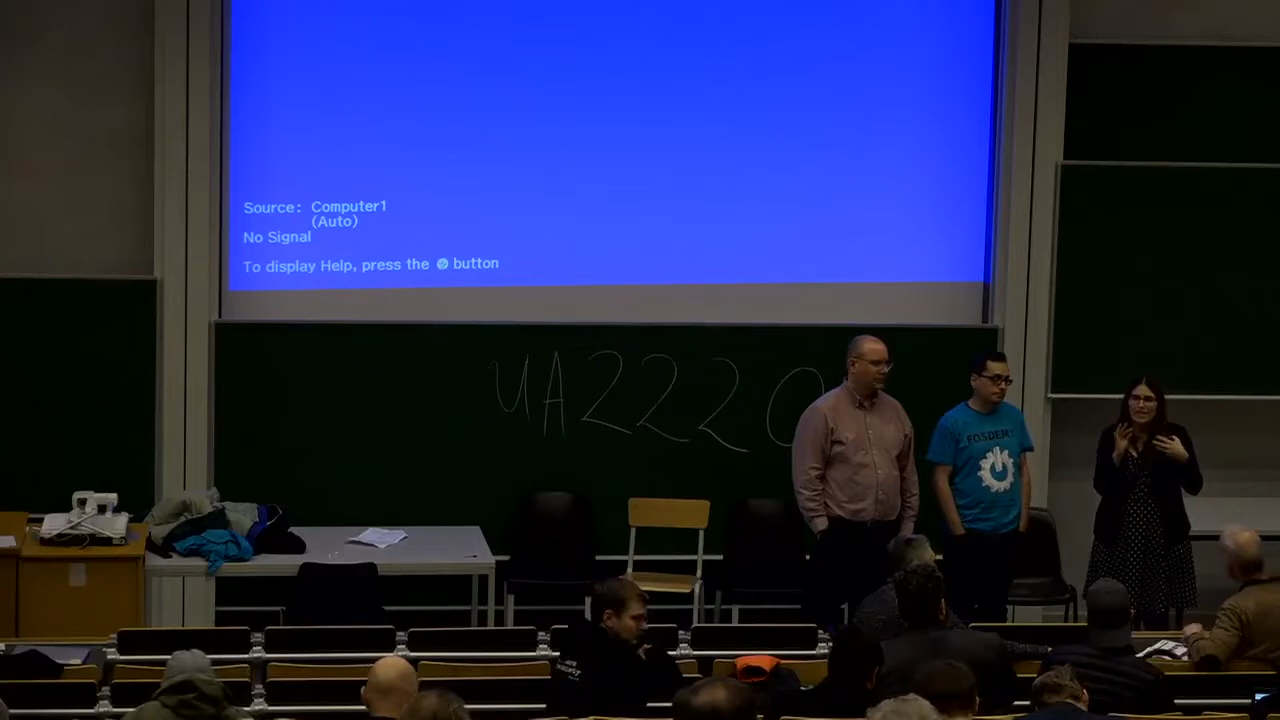 Source: Computer1
(Auto)
No Signal
To display Help, press the button
UA2220
FOSDEM